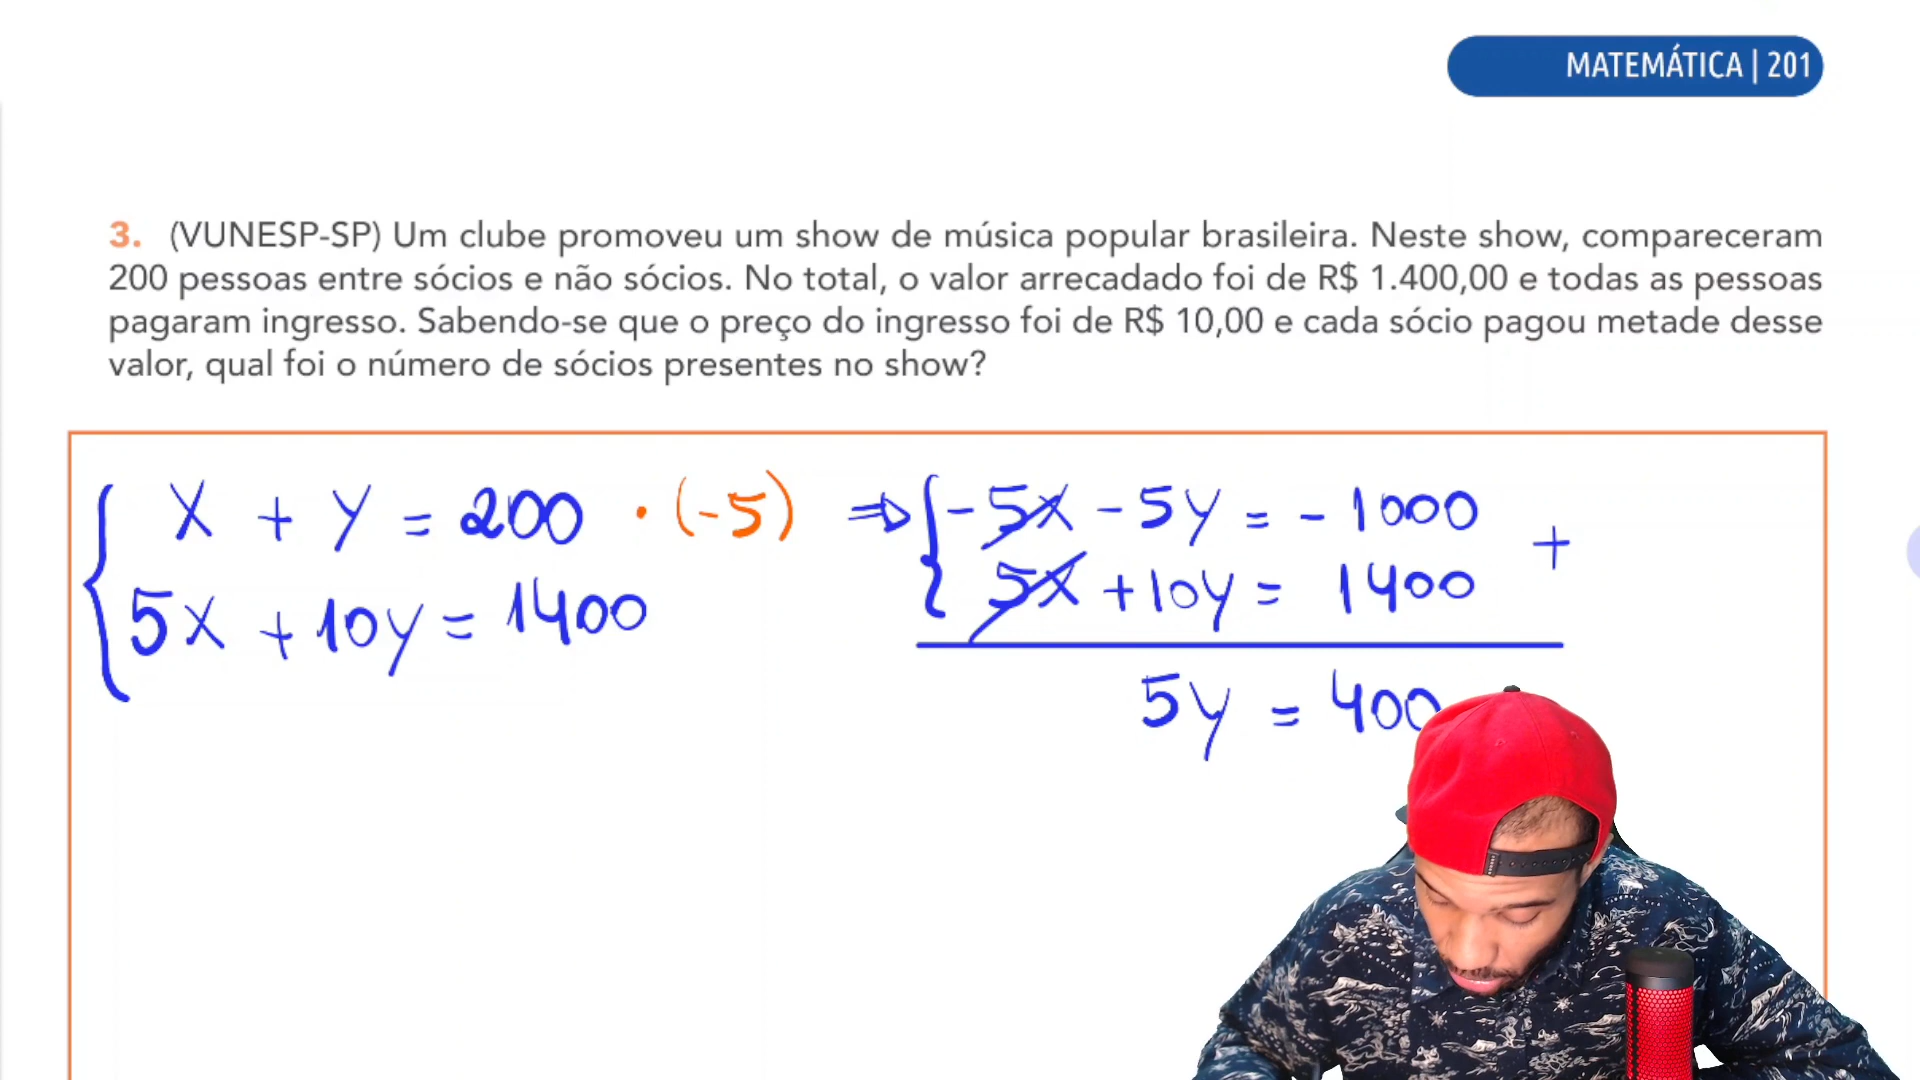 MATEMÁTICA | 201
3. (VUNESP-SP) Um clube promoveu um show de música popular brasileira. Neste show, compareceram
200 pessoas entre sócios e não sócios. No total, o valor arrecadado foi de R$ 1.400,00 e todas as pessoas
pagaram ingresso. Sabendo-se que o preço do ingresso foi de R$ 10,00 e cada sócio pagou metade desse
valor, qual foi o número de sócios presentes no show?
x + y = 200 · (-5) ⇒ -5x - 5y = -1000 +
5x + 10y = 1400
5x + 10y = 1400
5y = 400